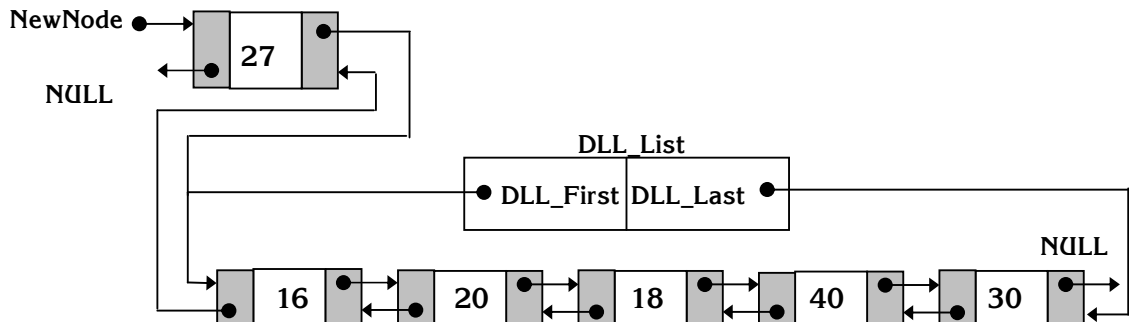 NewNode
27
NULL
DLL_List
DLL_First DLL_Last
NULL
16 20 18 40 30